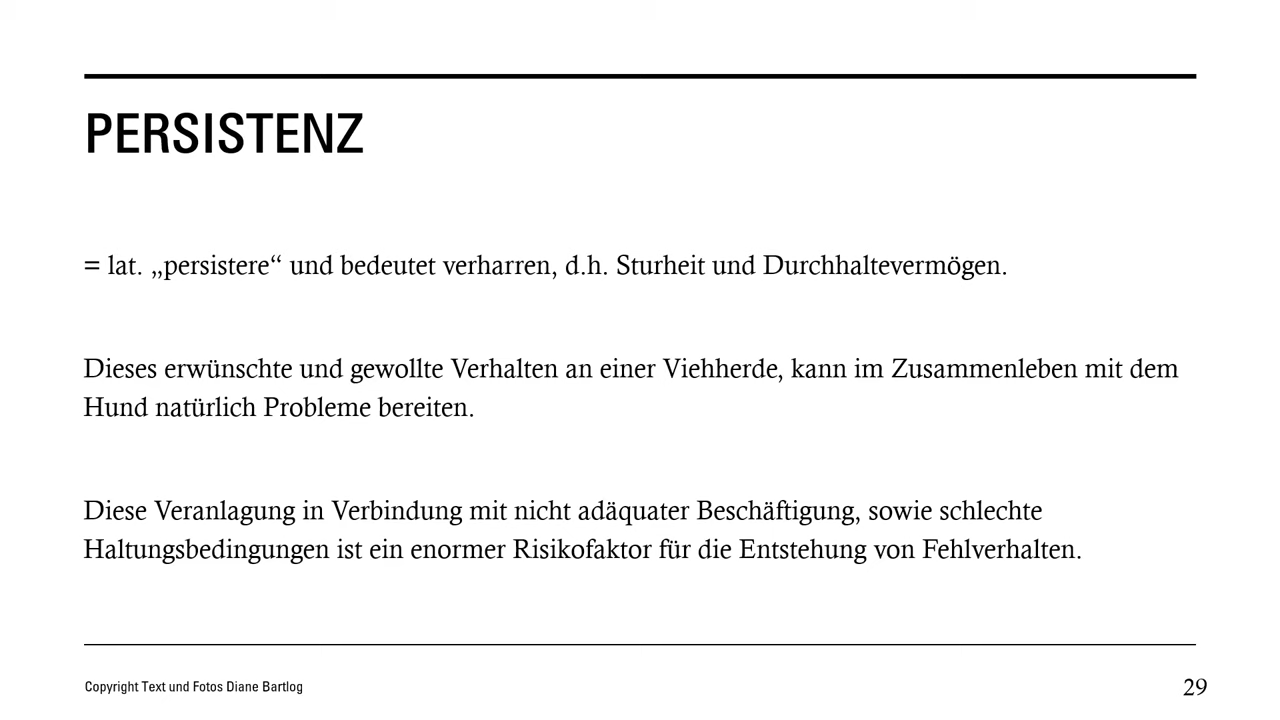 PERSISTENZ
= lat. „persistere“ und bedeutet verharren, d.h. Sturheit und Durchhaltevermögen.
Dieses erwünschte und gewollte Verhalten an einer Viehherde, kann im Zusammenleben mit dem
Hund natürlich Probleme bereiten.
Diese Veranlagung in Verbindung mit nicht adäquater Beschäftigung, sowie schlechte
Haltungsbedingungen ist ein enormer Risikofaktor für die Entstehung von Fehlverhalten.
Copyright Text und Fotos Diane Bartlog
29